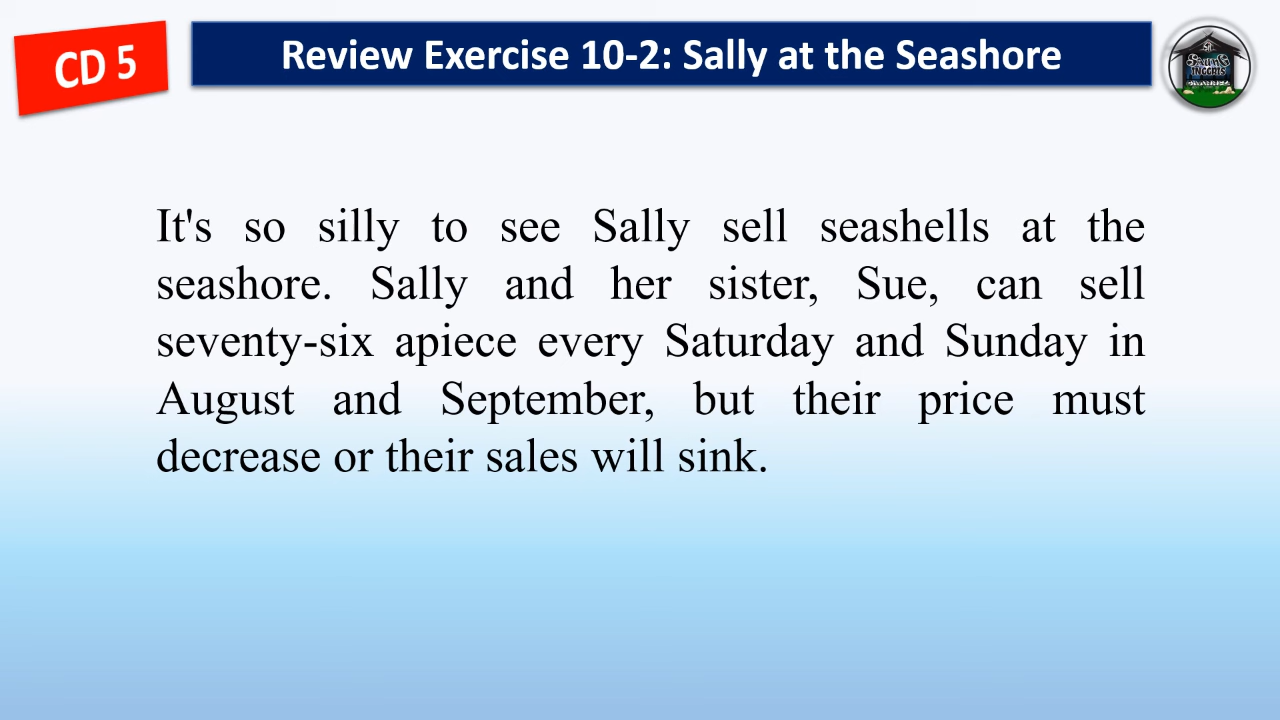 CD 5
Review Exercise 10-2: Sally at the Seashore
INGGRIS
It's so silly to see Sally sell seashells at the
seashore. Sally and her sister, Sue, can sell
seventy-six apiece every Saturday and Sunday in
August and September, but their price must
decrease or their sales will sink.